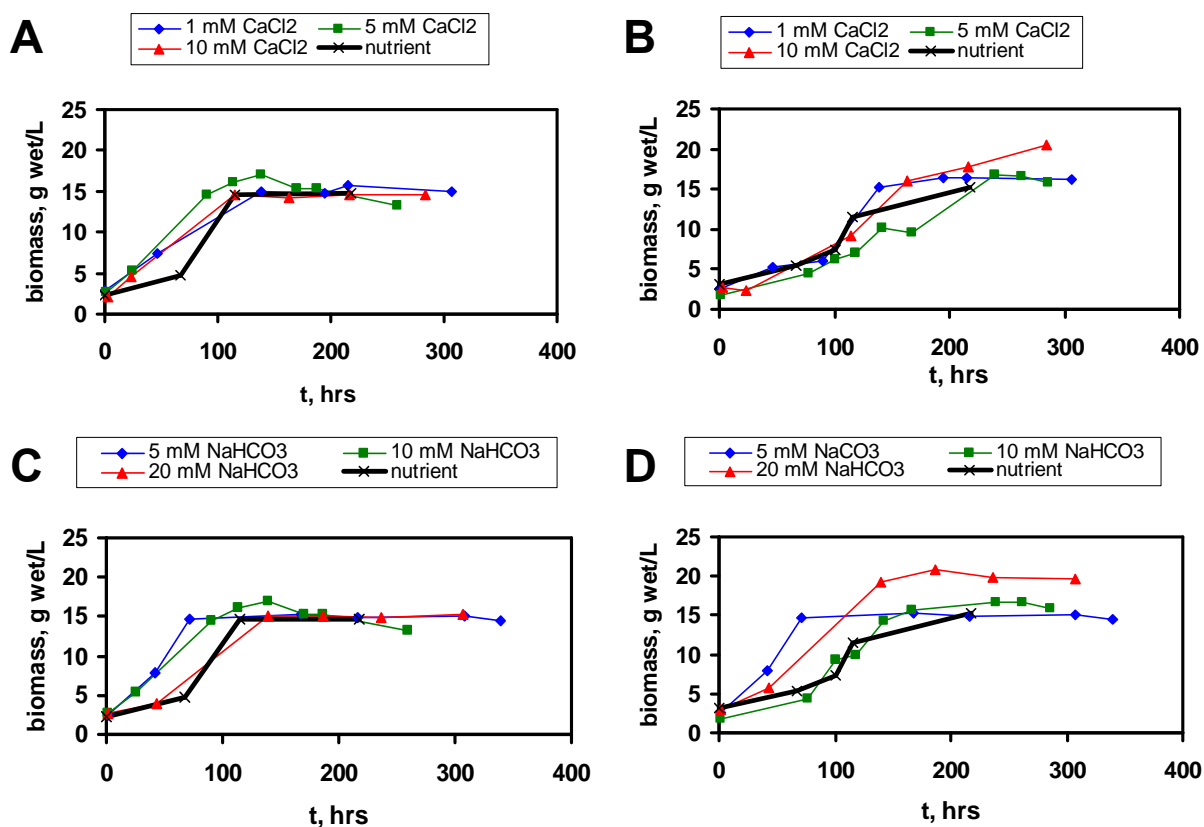 A
1 mM CaCl2 5 mM CaCl2
10 mM CaCl2 nutrient
biomass, g wet/L
25
20
15
10
5
0
0 100 200 300 400
t, hrs
B
1 mM CaCl2 5 mM CaCl2
10 mM CaCl2 nutrient
biomass, g wet/L
25
20
15
10
5
0
0 100 200 300 400
t, hrs
C
5 mM NaHCO3 10 mM NaHCO3
20 mM NaHCO3 nutrient
biomass, g wet/L
25
20
15
10
5
0
0 100 200 300 400
t, hrs
D
5 mM NaCO3 10 mM NaHCO3
20 mM NaHCO3 nutrient
biomass, g wet/L
25
20
15
10
5
0
0 100 200 300 400
t, hrs